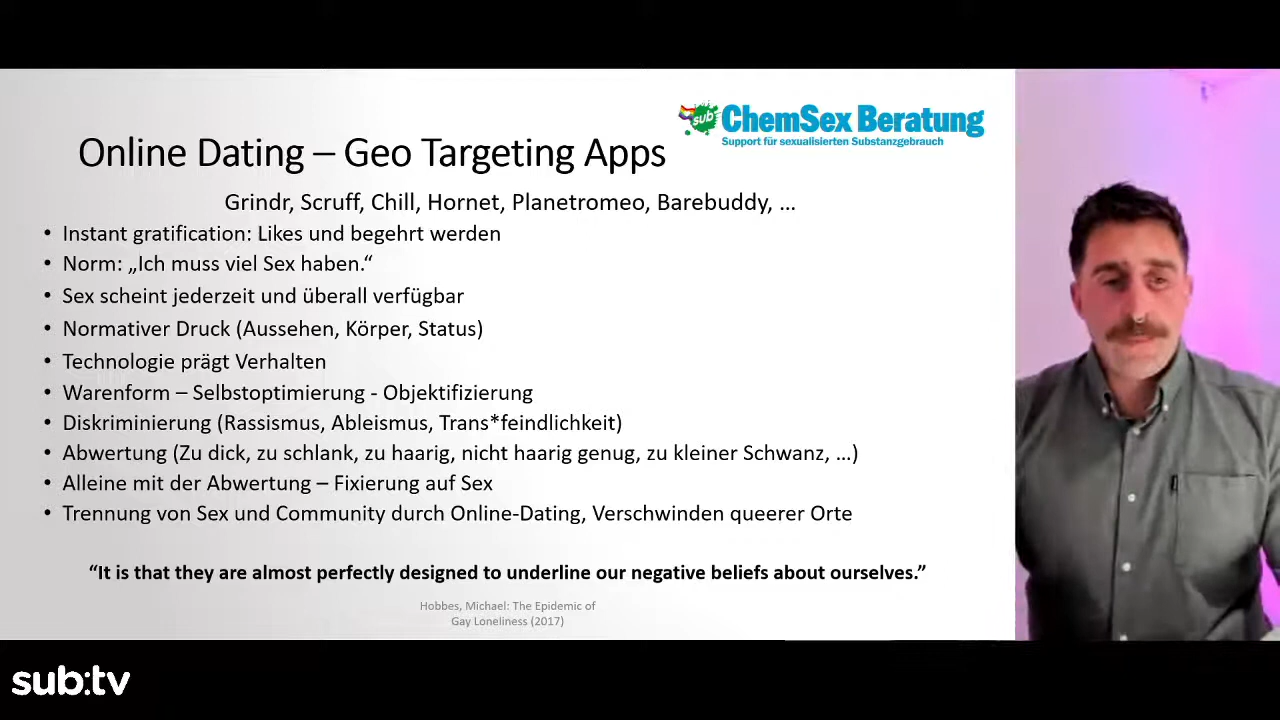 sub
ChemSex Beratung
Support für sexualisierten Substanzgebrauch
Online Dating – Geo Targeting Apps
Grindr, Scruff, Chill, Hornet, Planetromeo, Barebuddy, ...
• Instant gratification: Likes und begehrt werden
• Norm: „Ich muss viel Sex haben.“
• Sex scheint jederzeit und überall verfügbar
• Normativer Druck (Aussehen, Körper, Status)
• Technologie prägt Verhalten
• Warenform – Selbstoptimierung - Objektifizierung
• Diskriminierung (Rassismus, Ableismus, Trans*feindlichkeit)
• Abwertung (Zu dick, zu schlank, zu haarig, nicht haarig genug, zu kleiner Schwanz, ...)
• Alleine mit der Abwertung – Fixierung auf Sex
• Trennung von Sex und Community durch Online-Dating, Verschwinden queerer Orte
“It is that they are almost perfectly designed to underline our negative beliefs about ourselves.”
Hobbes, Michael: The Epidemic of
Gay Loneliness (2017)
sub:tv